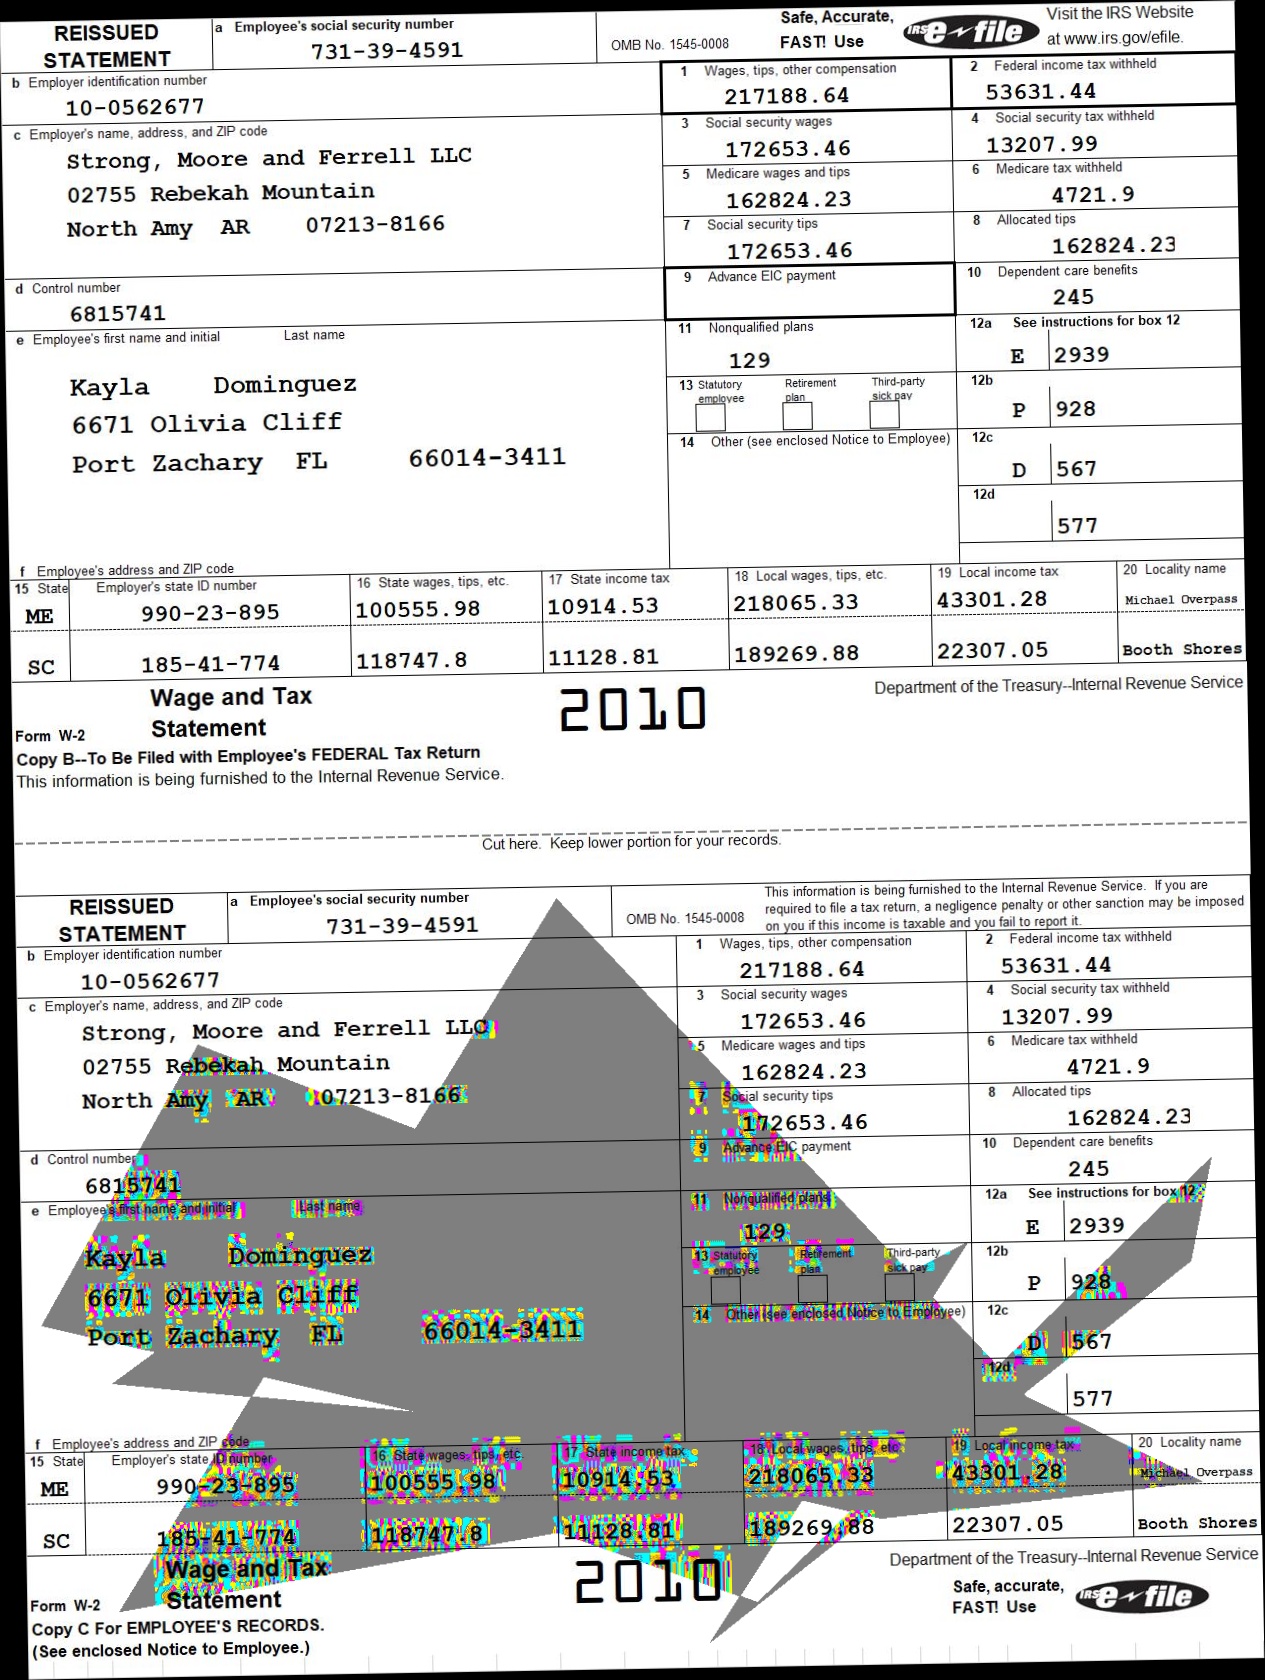 REISSUED
STATEMENT
a Employee's social security number
731-39-4591
OMB No. 1545-0008
Safe, Accurate,
FAST! Use
IRS e-file
Visit the IRS Website
at www.irs.gov/efile.
b Employer identification number
10-0562677
1 Wages, tips, other compensation
217188.64
2 Federal income tax withheld
53631.44
c Employer's name, address, and ZIP code
Strong, Moore and Ferrell LLC
02755 Rebekah Mountain
North Amy AR 07213-8166
3 Social security wages
172653.46
4 Social security tax withheld
13207.99
5 Medicare wages and tips
162824.23
6 Medicare tax withheld
4721.9
7 Social security tips
172653.46
8 Allocated tips
162824.23
d Control number
6815741
9 Advance EIC payment
10 Dependent care benefits
245
e Employee's first name and initial Last name
Kayla Dominguez
6671 Olivia Cliff
Port Zachary FL 66014-3411
11 Nonqualified plans
129
12a See instructions for box 12
E 2939
13 Statutory employee Retirement plan Third-party sick pay
12b
P 928
14 Other (see enclosed Notice to Employee)
12c
D 567
12d
577
f Employee's address and ZIP code
15 State Employer's state ID number 16 State wages, tips, etc. 17 State income tax 18 Local wages, tips, etc. 19 Local income tax 20 Locality name
ME 990-23-895 100555.98 10914.53 218065.33 43301.28 Michael Overpass
SC 185-41-774 118747.8 11128.81 189269.88 22307.05 Booth Shores
Form W-2 Wage and Tax
Statement
2010
Department of the Treasury--Internal Revenue Service
Copy B--To Be Filed with Employee's FEDERAL Tax Return
This information is being furnished to the Internal Revenue Service.
Cut here. Keep lower portion for your records.
REISSUED
STATEMENT
a Employee's social security number
731-39-4591
OMB No. 1545-0008
This information is being furnished to the Internal Revenue Service. If you are
required to file a tax return, a negligence penalty or other sanction may be imposed
on you if this income is taxable and you fail to report it.
b Employer identification number
10-0562677
1 Wages, tips, other compensation
217188.64
2 Federal income tax withheld
53631.44
c Employer's name, address, and ZIP code
Strong, Moore and Ferrell LLC
02755 Rebekah Mountain
North Amy AR 07213-8166
3 Social security wages
172653.46
4 Social security tax withheld
13207.99
5 Medicare wages and tips
162824.23
6 Medicare tax withheld
4721.9
7 Social security tips
172653.46
8 Allocated tips
162824.23
d Control number
6815741
9 Advance EIC payment
10 Dependent care benefits
245
e Employee's first name and initial Last name
Kayla Dominguez
6671 Olivia Cliff
Port Zachary FL 66014-3411
11 Nonqualified plans
129
12a See instructions for box 12
E 2939
13 Statutory employee Retirement plan Third-party sick pay
12b
P 928
14 Other (see enclosed Notice to Employee)
12c
D 567
12d
577
f Employee's address and ZIP code
15 State Employer's state ID number 16 State wages, tips, etc. 17 State income tax 18 Local wages, tips, etc. 19 Local income tax 20 Locality name
ME 990-23-895 100555.98 10914.53 218065.33 43301.28 Michael Overpass
SC 185-41-774 118747.8 11128.81 189269.88 22307.05 Booth Shores
Form W-2 Wage and Tax
Statement
2010
Department of the Treasury--Internal Revenue Service
Safe, accurate,
FAST! Use
IRS e-file
Copy C For EMPLOYEE'S RECORDS.
(See enclosed Notice to Employee.)